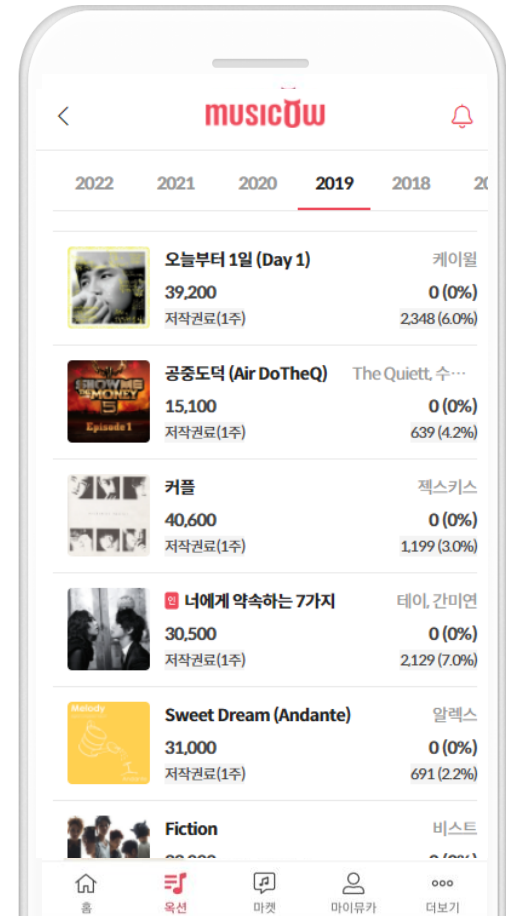 musicow
2022 2021 2020 2019 2018 20
오늘부터 1일 (Day 1) 케이윌
39,200 0 (0%)
저작권료(1주) 2,348 (6.0%)
SHOW ME THE MONEY 5
Episode 1
공중도덕 (Air DoTheQ) The Quiett, 수…
15,100 0 (0%)
저작권료(1주) 639 (4.2%)
커플 젝스키스
40,600 0 (0%)
저작권료(1주) 1,199 (3.0%)
인 너에게 약속하는 7가지 테이, 간미연
30,500 0 (0%)
저작권료(1주) 2,129 (7.0%)
Melody
Sweet Dream (Andante) 알렉스
31,000 0 (0%)
저작권료(1주) 691 (2.2%)
Fiction 비스트
홈 옥션 마켓 마이뮤카 더보기